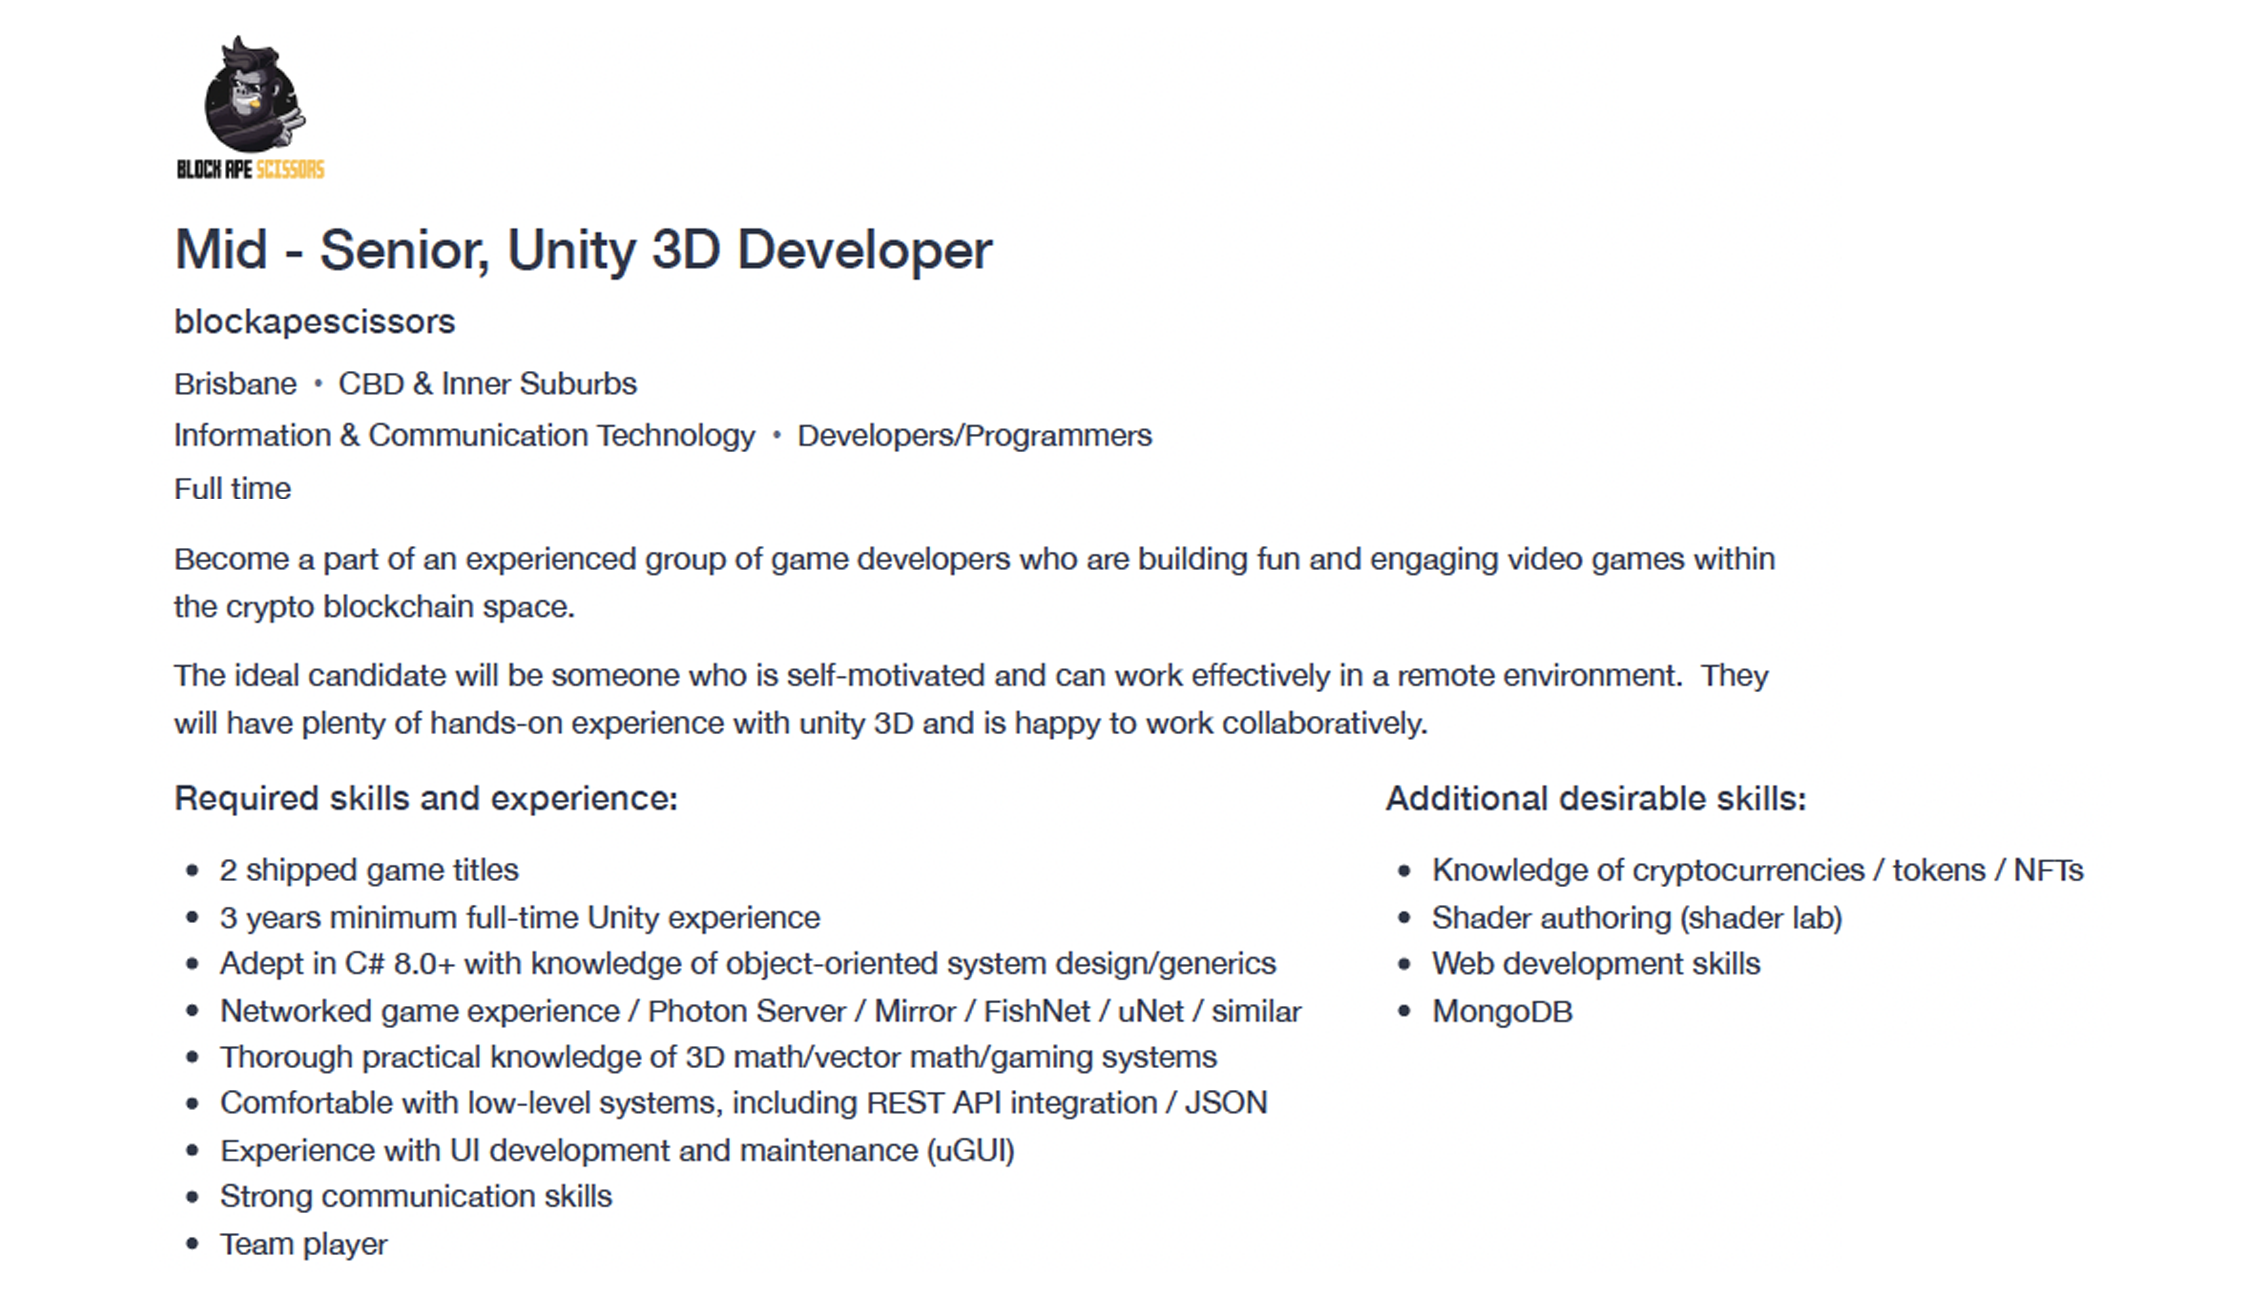 BLOCK APE SCISSORS
Mid - Senior, Unity 3D Developer
blockapescissors
Brisbane • CBD & Inner Suburbs
Information & Communication Technology • Developers/Programmers
Full time
Become a part of an experienced group of game developers who are building fun and engaging video games within
the crypto blockchain space.
The ideal candidate will be someone who is self-motivated and can work effectively in a remote environment.  They
will have plenty of hands-on experience with unity 3D and is happy to work collaboratively.
Required skills and experience:
• 2 shipped game titles
• 3 years minimum full-time Unity experience
• Adept in C# 8.0+ with knowledge of object-oriented system design/generics
• Networked game experience / Photon Server / Mirror / FishNet / uNet / similar
• Thorough practical knowledge of 3D math/vector math/gaming systems
• Comfortable with low-level systems, including REST API integration / JSON
• Experience with UI development and maintenance (uGUI)
• Strong communication skills
• Team player
Additional desirable skills:
• Knowledge of cryptocurrencies / tokens / NFTs
• Shader authoring (shader lab)
• Web development skills
• MongoDB